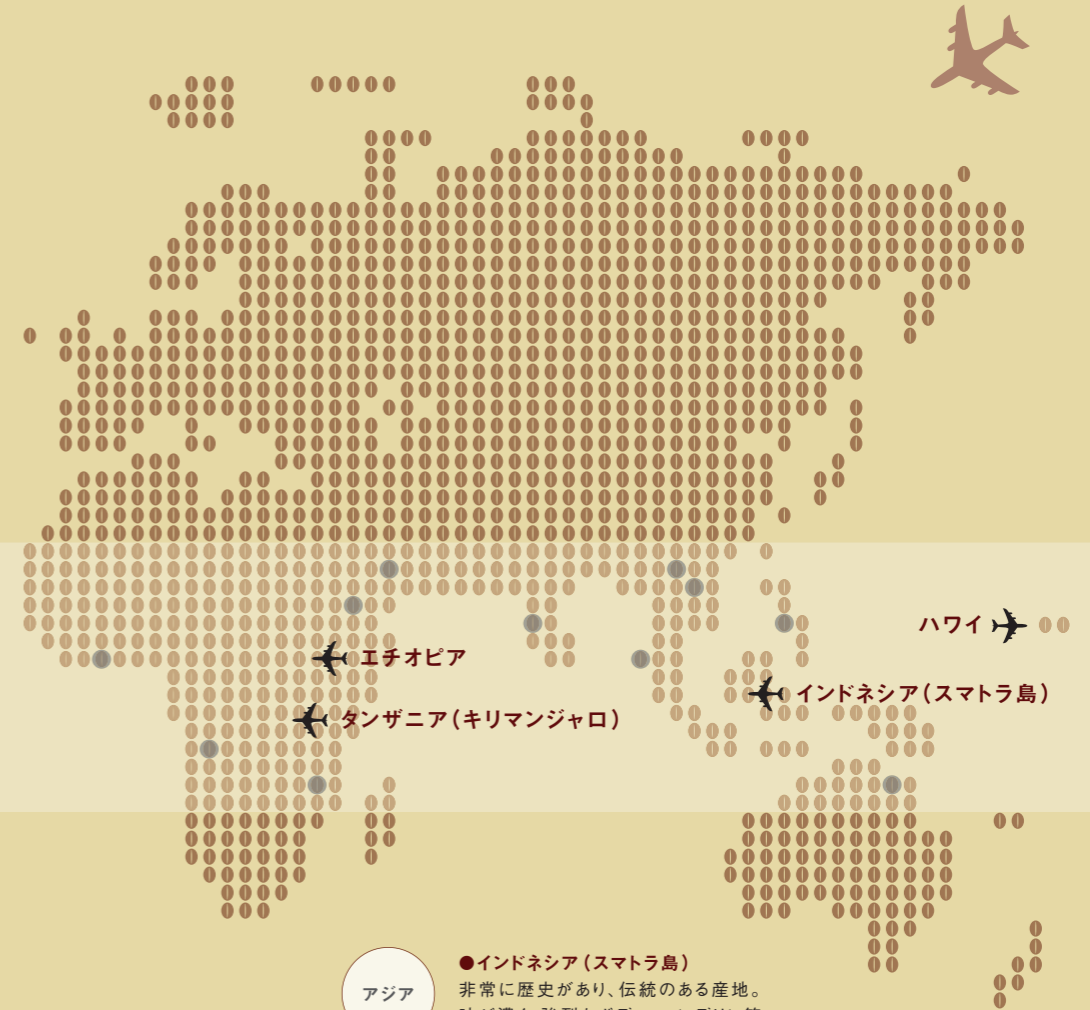 ハワイ
エチオピア
インドネシア（スマトラ島）
タンザニア（キリマンジャロ）
●インドネシア（スマトラ島）
アジア
非常に歴史があり、伝統のある産地。